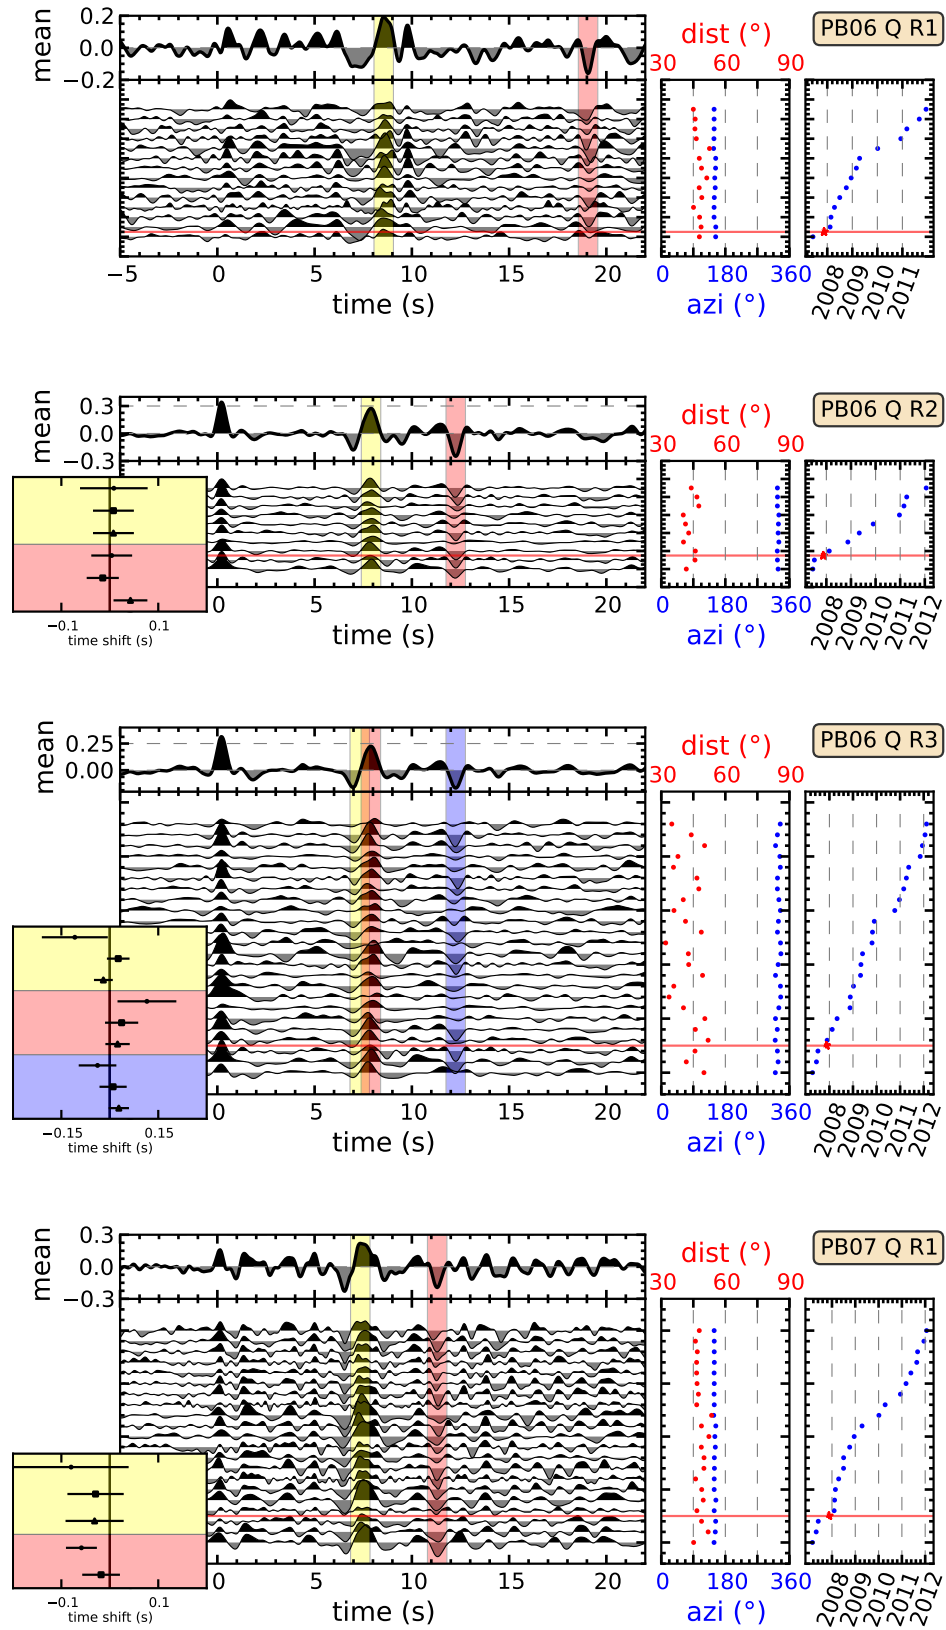 mean
0.2
0.0
−0.2
dist (°)
30 60 90
PB06 Q R1
−5 0 5 10 15 20
time (s)
0 180 360
azi (°)
2008 2009 2010 2011
mean
0.3
0.0
−0.3
dist (°)
30 60 90
PB06 Q R2
0 5 10 15 20
time (s)
−0.1 0.1
time shift (s)
0 180 360
azi (°)
2008 2009 2010 2011 2012
mean
0.25
0.00
dist (°)
30 60 90
PB06 Q R3
0 5 10 15 20
time (s)
−0.15 0.15
time shift (s)
0 180 360
azi (°)
2008 2009 2010 2011 2012
mean
0.3
0.0
−0.3
dist (°)
30 60 90
PB07 Q R1
0 5 10 15 20
time (s)
−0.1 0.1
time shift (s)
0 180 360
azi (°)
2008 2009 2010 2011 2012